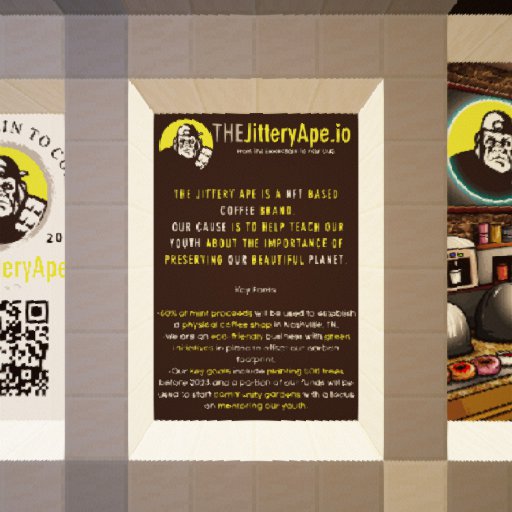 THEJitteryApe.io
From the Blockchain to Your Cup.
THE JITTERY APE IS A NFT BASED
COFFEE BRAND.
OUR CAUSE IS TO HELP TEACH OUR
YOUTH ABOUT THE IMPORTANCE OF
PRESERVING OUR BEAUTIFUL PLANET.
Key Points
-60% of mint proceeds will be used to establish
a physical coffee shop in Nashville, TN.
We are an eco-friendly business with green
initiatives in place to offset our carbon
footprint.
-Our key goals include planting 500 trees
before 2023 and a portion of our funds will be
used to start community gardens with a focus
on mentoring our youth.
IN TO CO
20
teryApe